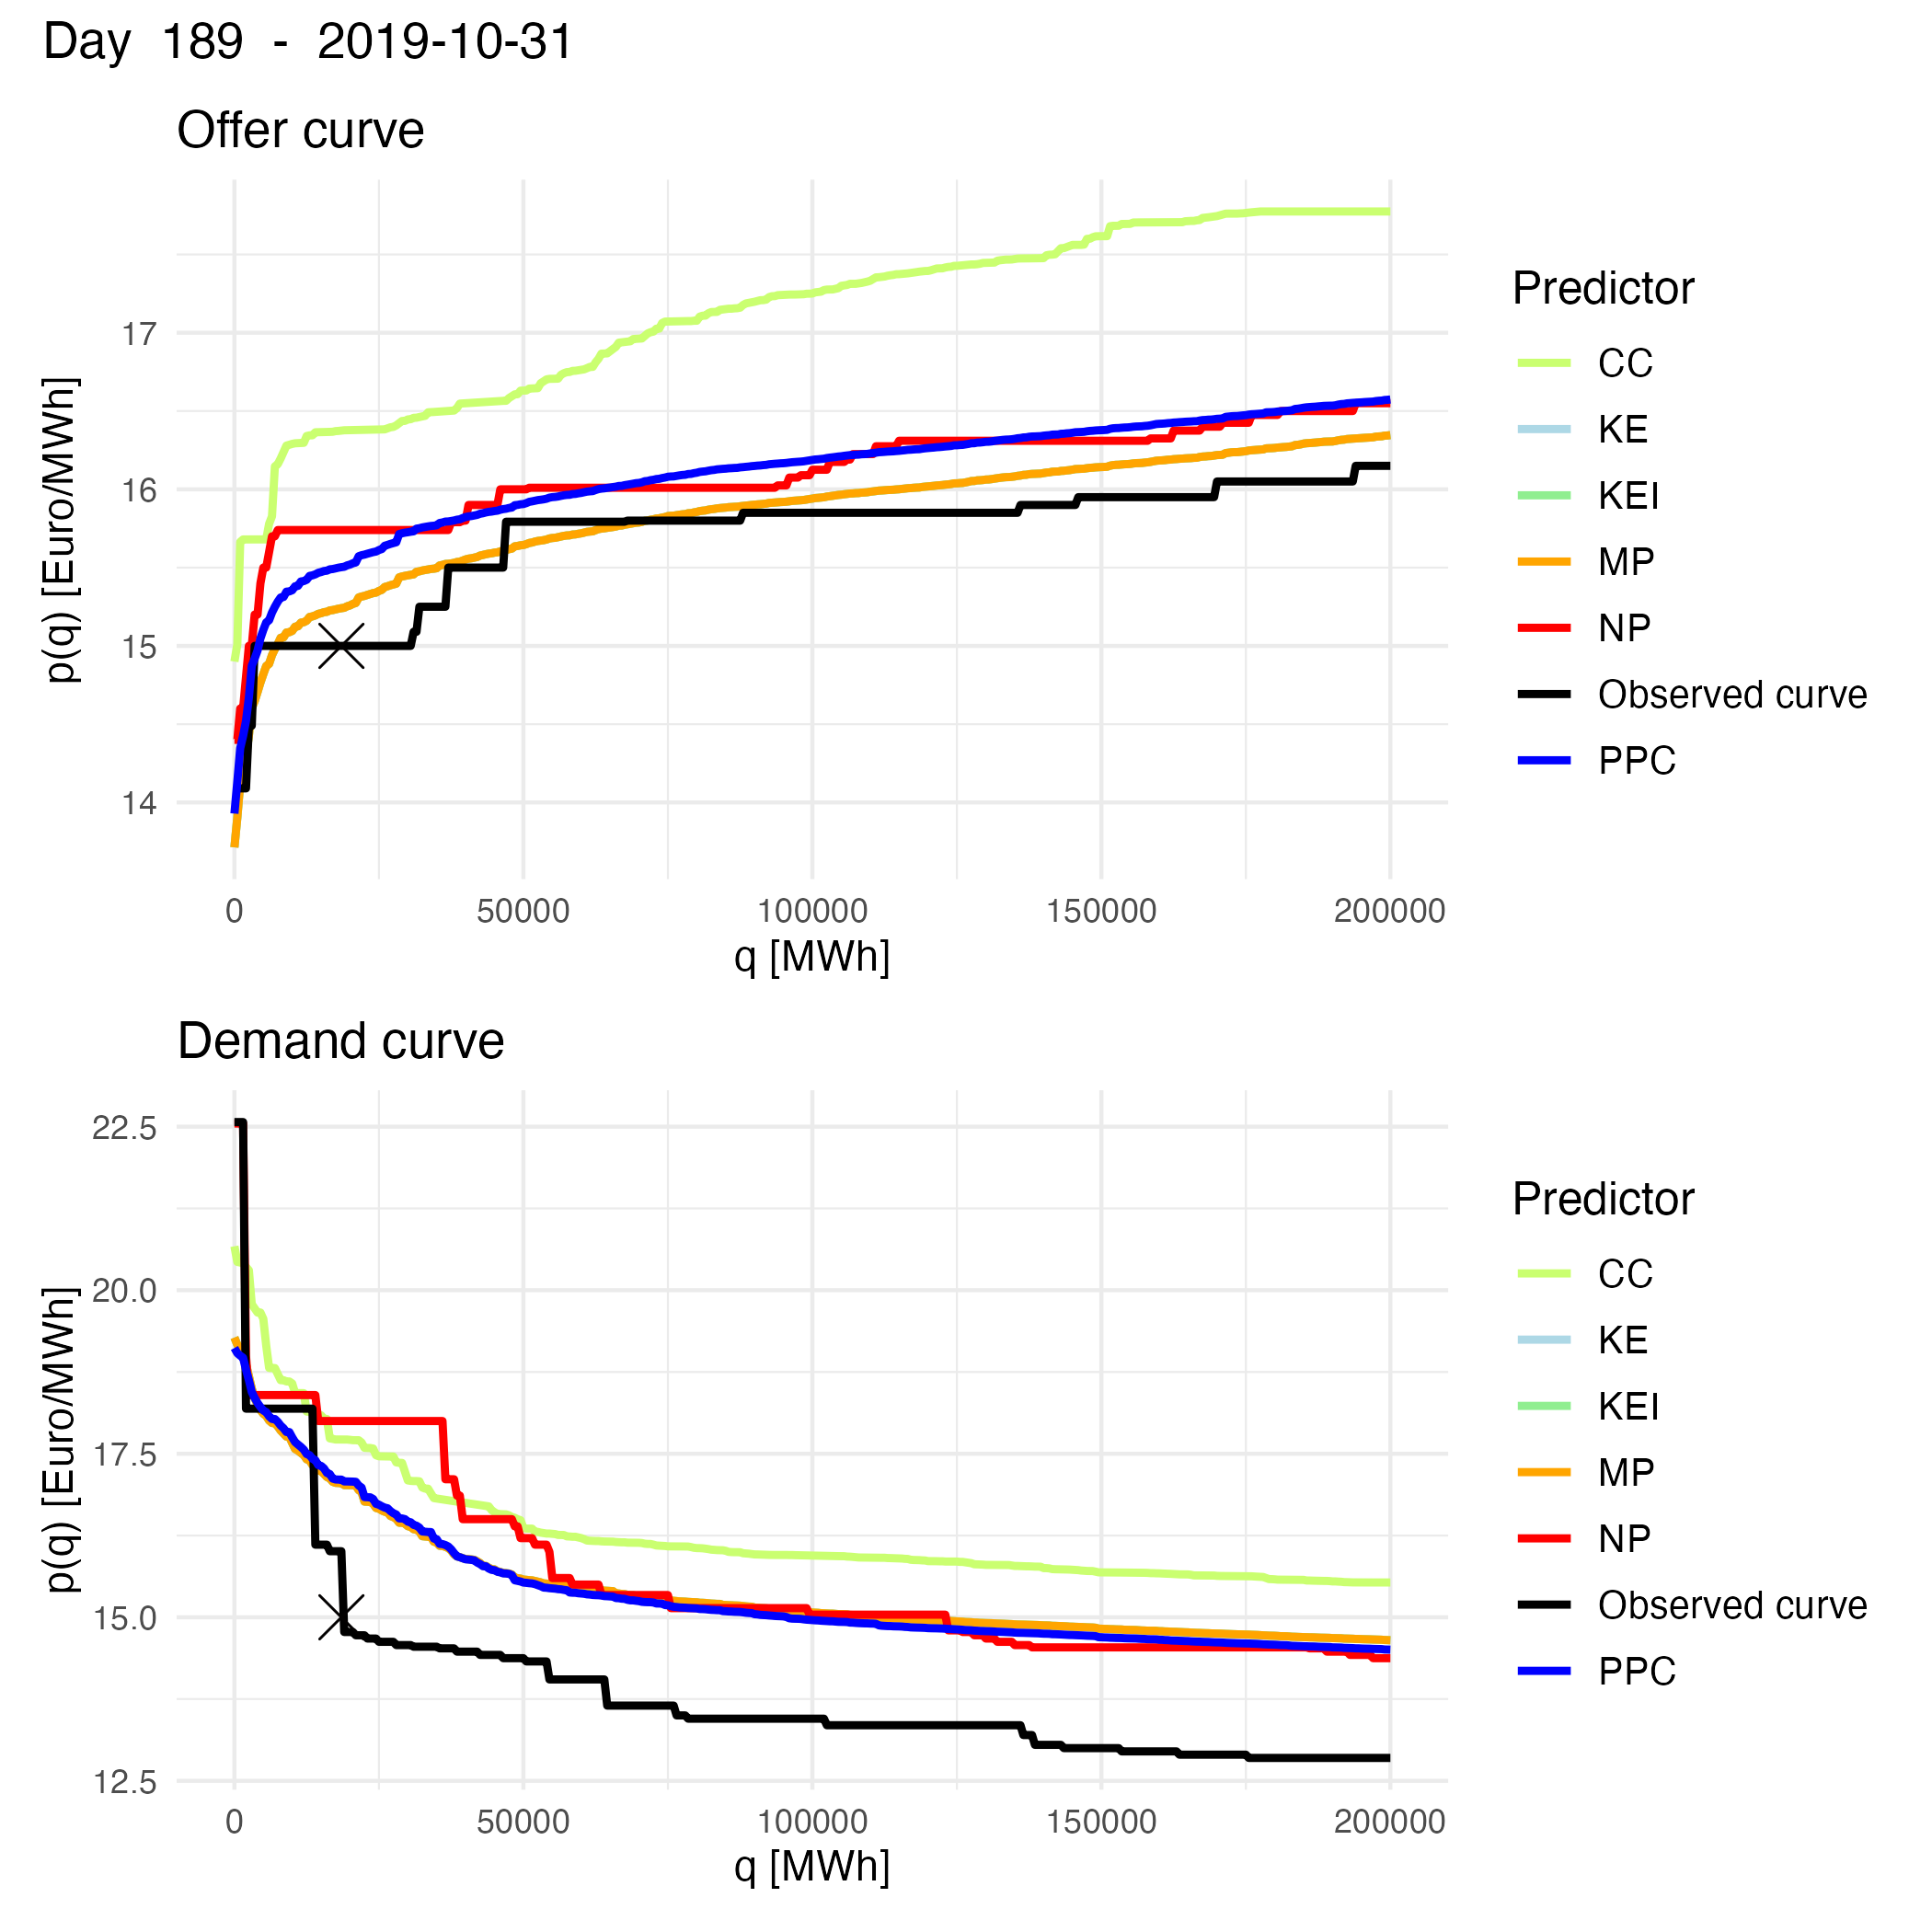 Day 189 - 2019-10-31
Offer curve
17
16
15
14
p(q) [Euro/MWh]
0 50000 100000 150000 200000
q [MWh]
Predictor
CC
KE
KEI
MP
NP
Observed curve
PPC
Demand curve
22.5
20.0
17.5
15.0
12.5
p(q) [Euro/MWh]
0 50000 100000 150000 200000
q [MWh]
Predictor
CC
KE
KEI
MP
NP
Observed curve
PPC